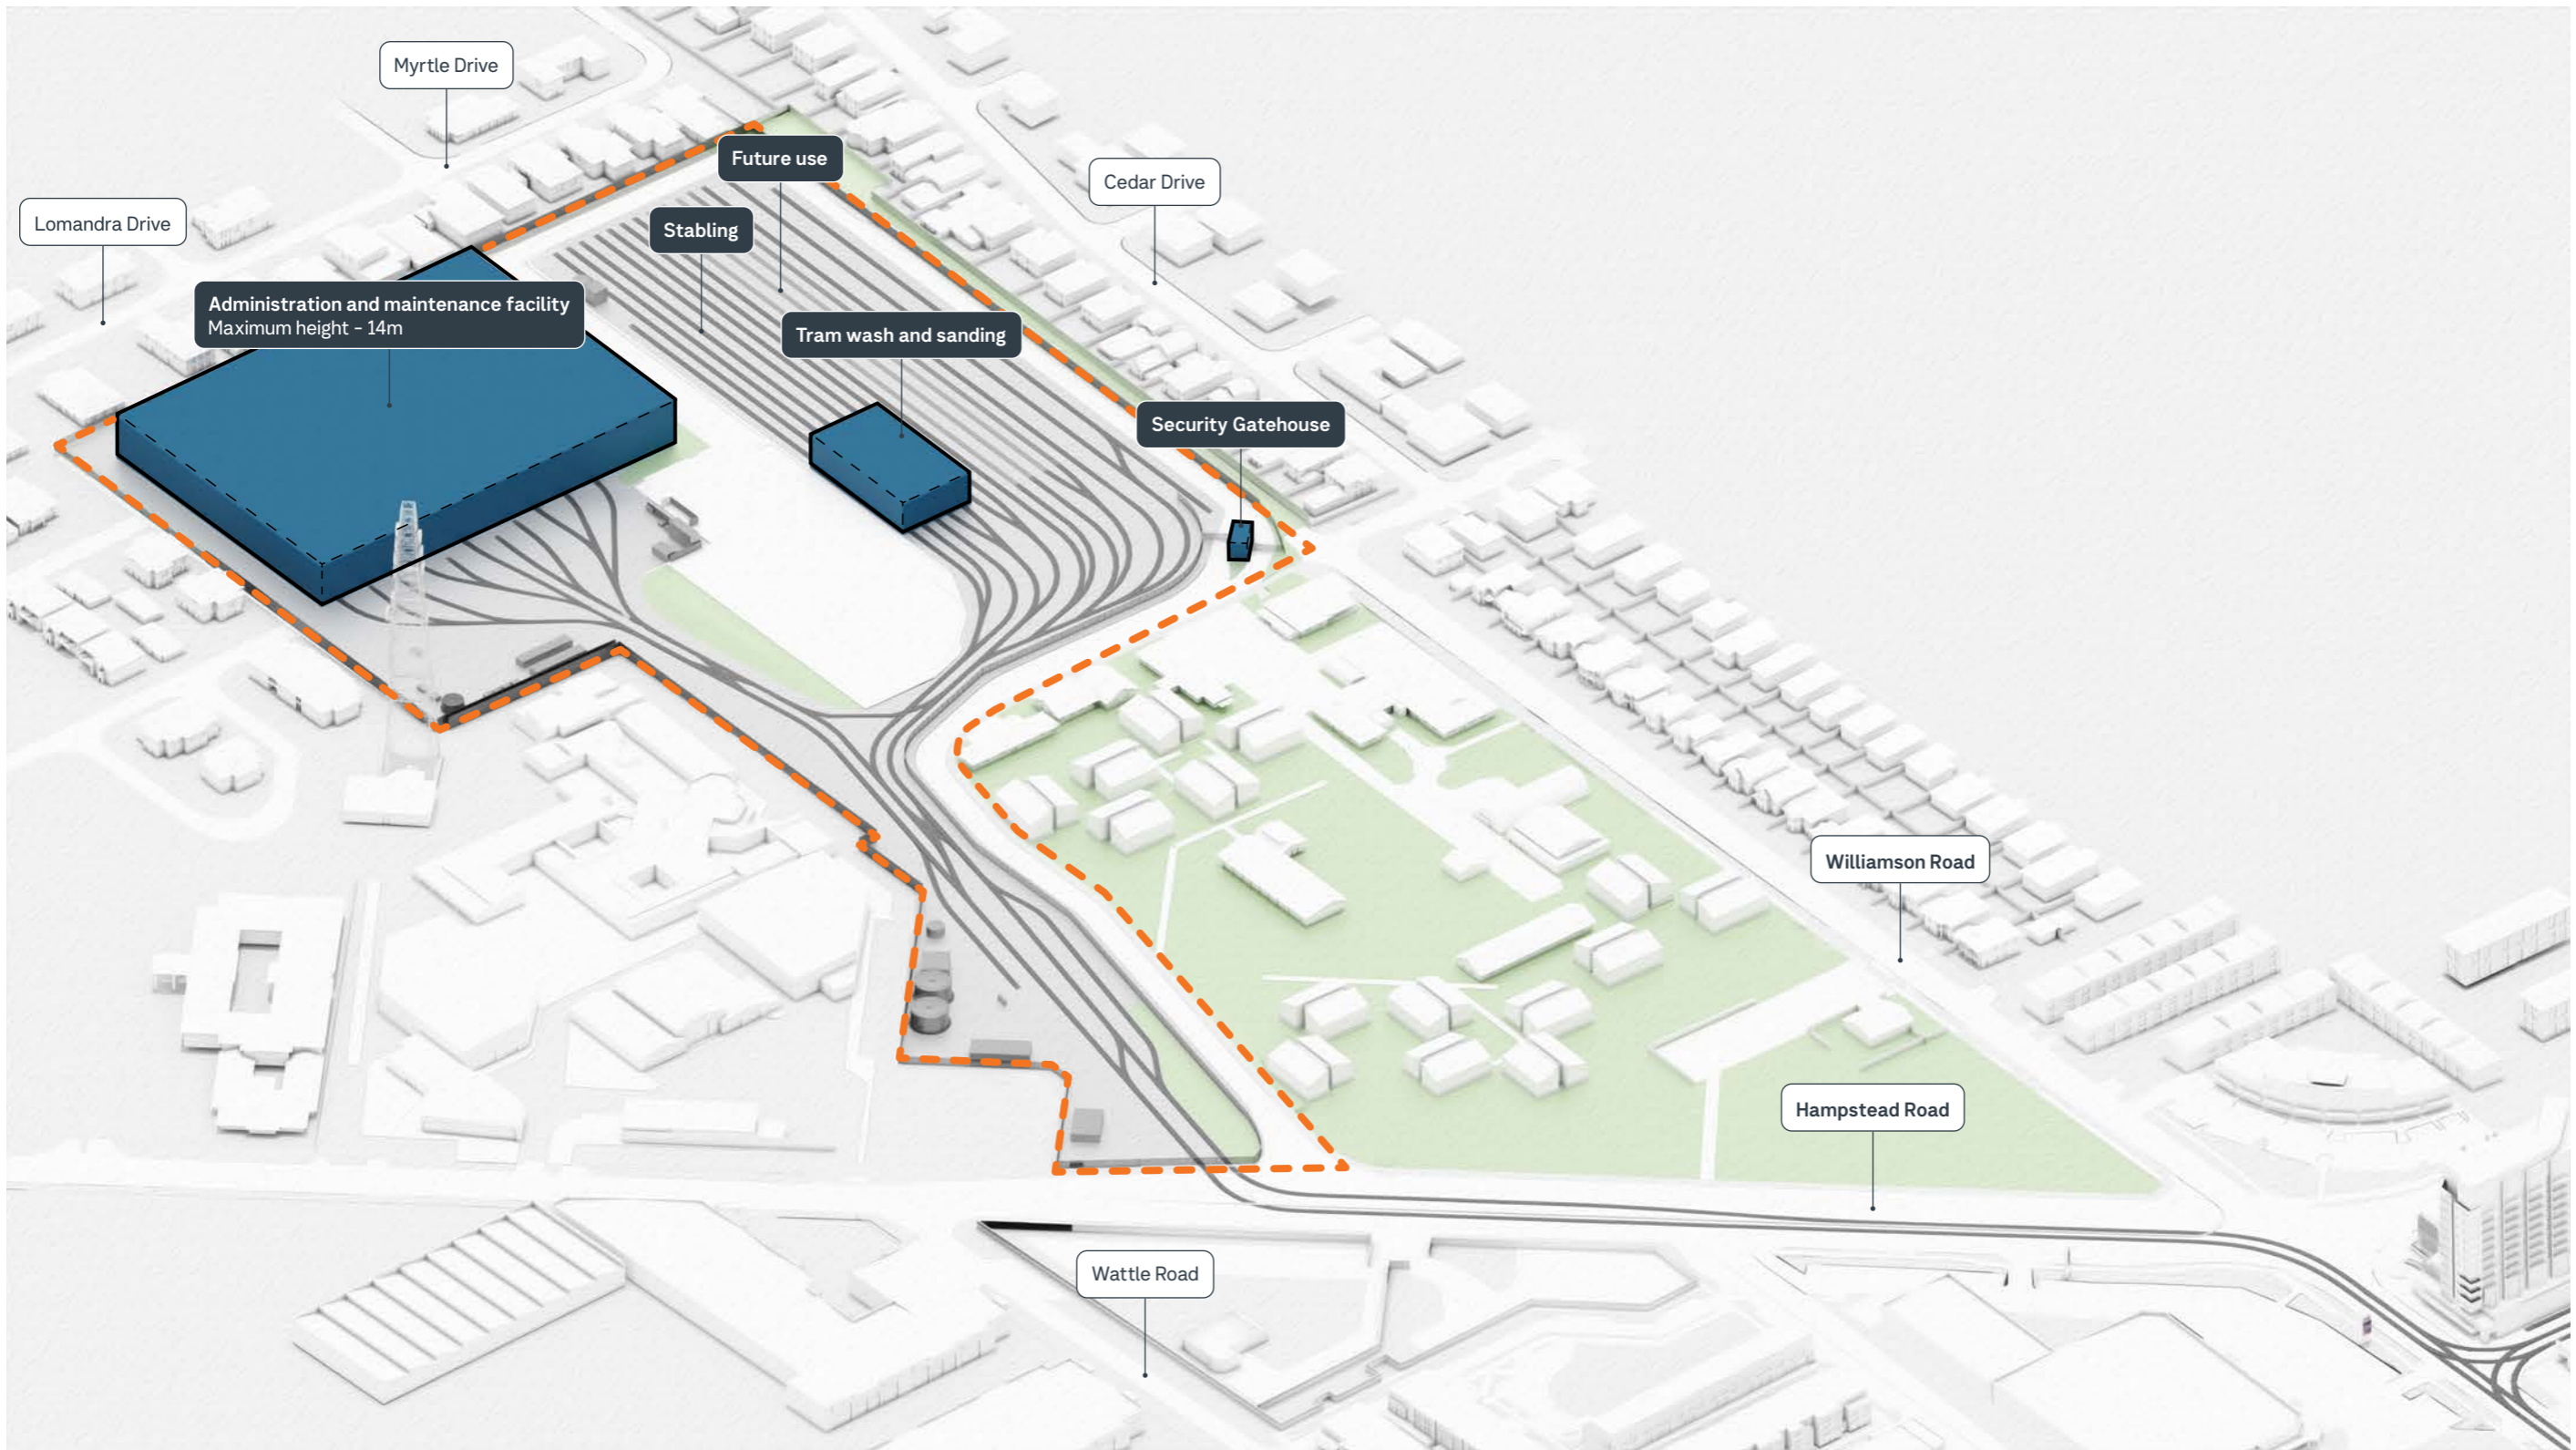 Myrtle Drive
Future use
Cedar Drive
Lomandra Drive
Stabling
Administration and maintenance facility
Maximum height - 14m
Tram wash and sanding
Security Gatehouse
Williamson Road
Hampstead Road
Wattle Road